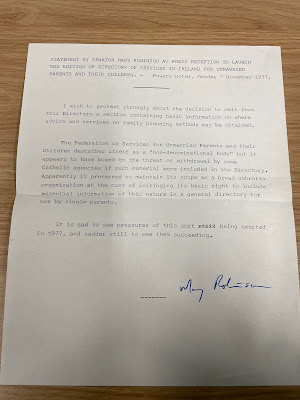 STATEMENT BY SENATOR MARY ROBINSON AT PRESS RECEPTION TO LAUNCH
2ND EDITION OF DIRECTORY OF SERVICES IN IRELAND FOR UNMARRIED
PARENTS AND THEIR CHILDREN. - Powers Hotel, Monday 7 November 1977.
I wish to protest strongly about the decision to omit from
this Directory a section containing basic information on where
advice and services on family planning methods may be obtained.
The Federation of Services for Unmarried Parents and their
Children describes itself as a "non-denominational body" but it
appears to have bowed to the threat of withdrawal by some
Catholic agencies if such material were included in the Directory.
Apparently it preferred to maintain its scope as a broad umbrella
organisation at the cost of infringing its basic right to include
essential information of this nature in a general directory for
use by single parents.
It is sad to see pressures of this sort being exerted
in 1977, and sadder still to see them succeeding.
Mary Robinson